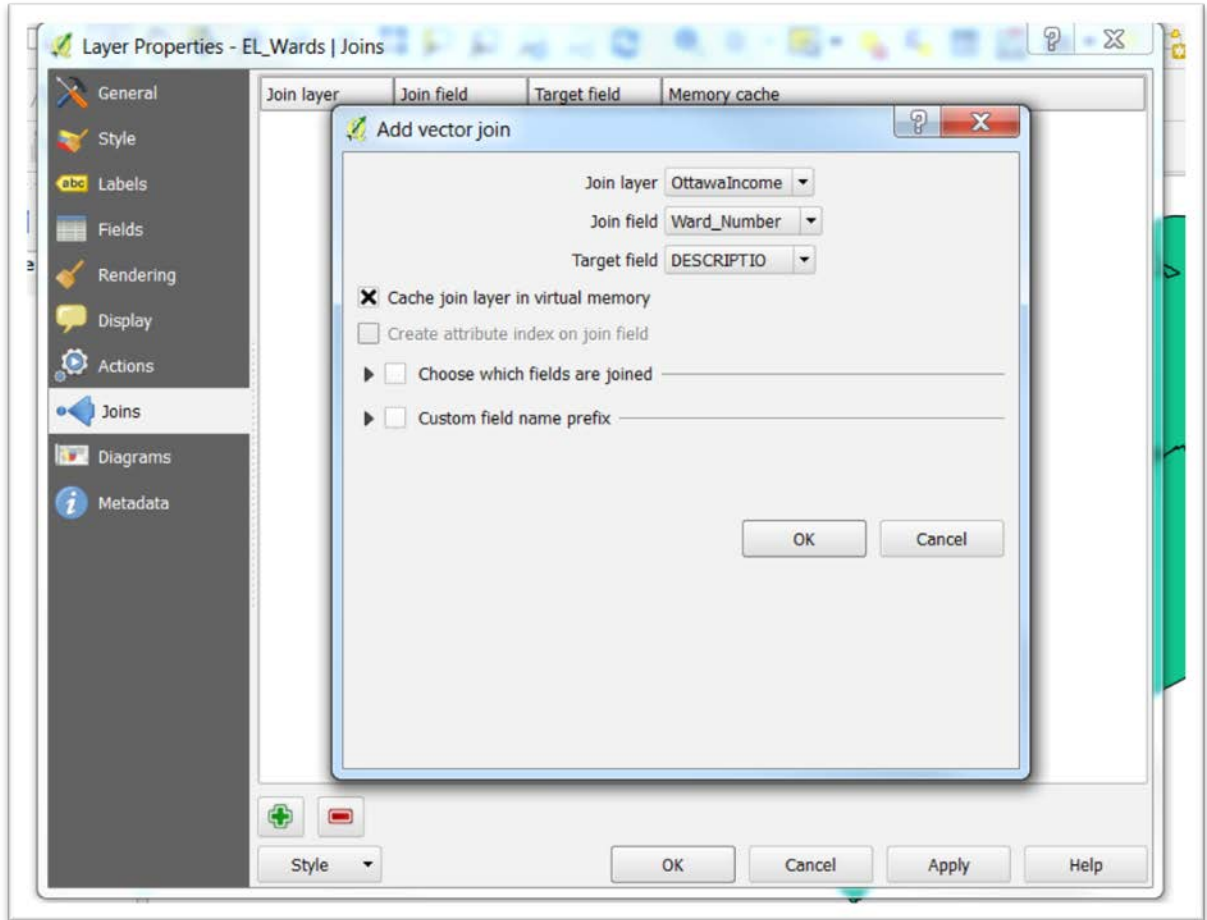 Layer Properties - EL_Wards | Joins
General
Style
abc Labels
Fields
Rendering
Display
Actions
Joins
Diagrams
Metadata
Join layer Join field Target field Memory cache
Add vector join
Join layer OttawaIncome
Join field Ward_Number
Target field DESCRIPTIO
Cache join layer in virtual memory
Create attribute index on join field
Choose which fields are joined
Custom field name prefix
OK Cancel
Style OK Cancel Apply Help